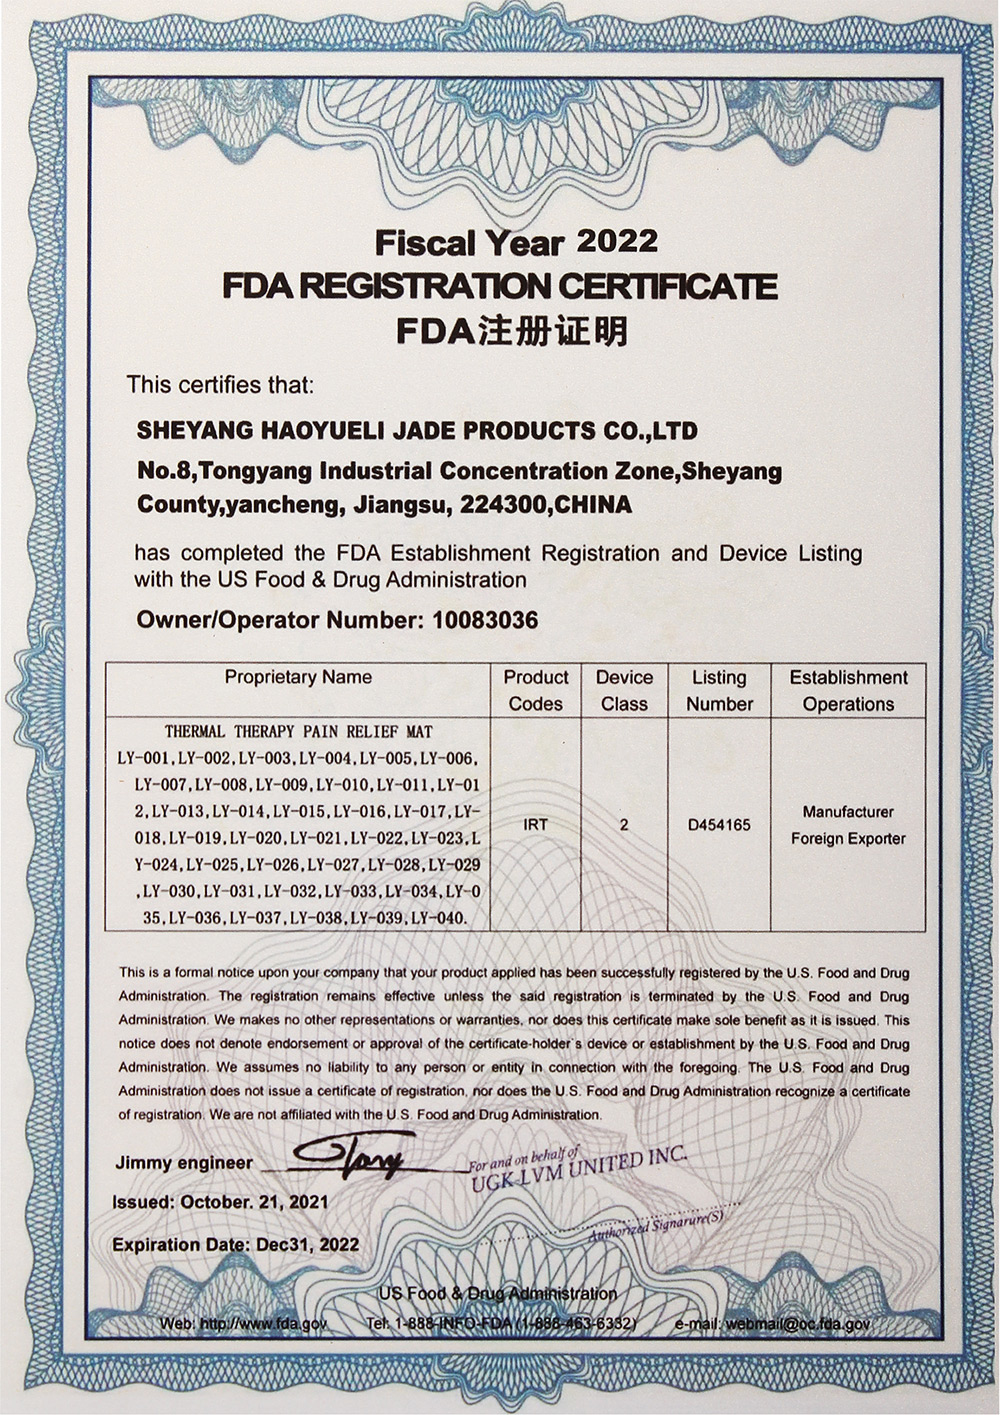 Fiscal Year 2022
FDA REGISTRATION CERTIFICATE
FDA注册证明
This certifies that:
SHEYANG HAOYUELI JADE PRODUCTS CO.,LTD
No.8,Tongyang Industrial Concentration Zone,Sheyang
County,yancheng, Jiangsu, 224300,CHINA
has completed the FDA Establishment Registration and Device Listing
with the US Food & Drug Administration
Owner/Operator Number: 10083036
Proprietary Name
Product Codes
Device Class
Listing Number
Establishment Operations
THERMAL THERAPY PAIN RELIEF MAT
LY-001,LY-002,LY-003,LY-004,LY-005,LY-006,
LY-007,LY-008,LY-009,LY-010,LY-011,LY-01
2,LY-013,LY-014,LY-015,LY-016,LY-017,LY-
018,LY-019,LY-020,LY-021,LY-022,LY-023,L
Y-024,LY-025,LY-026,LY-027,LY-028,LY-029
,LY-030,LY-031,LY-032,LY-033,LY-034,LY-0
35,LY-036,LY-037,LY-038,LY-039,LY-040.
IRT
2
D454165
Manufacturer
Foreign Exporter
This is a formal notice upon your company that your product applied has been successfully registered by the U.S. Food and Drug
Administration. The registration remains effective unless the said registration is terminated by the U.S. Food and Drug
Administration. We makes no other representations or warranties, nor does this certificate make sole benefit as it is issued. This
notice does not denote endorsement or approval of the certificate-holder`s device or establishment by the U.S. Food and Drug
Administration. We assumes no liability to any person or entity in connection with the foregoing. The U.S. Food and Drug
Administration does not issue a certificate of registration, nor does the U.S. Food and Drug Administration recognize a certificate
of registration. We are not affiliated with the U.S. Food and Drug Administration.
Jimmy engineer
For and on behalf of
UGK-LVM UNITED INC.
Issued: October. 21, 2021
Authorized Signarure(S)
Expiration Date: Dec31, 2022
US Food & Drug Administration
Web: http://www.fda.gov Tel: 1-888-INFO-FDA (1-888-463-6332) e-mail: webmail@oc.fda.gov